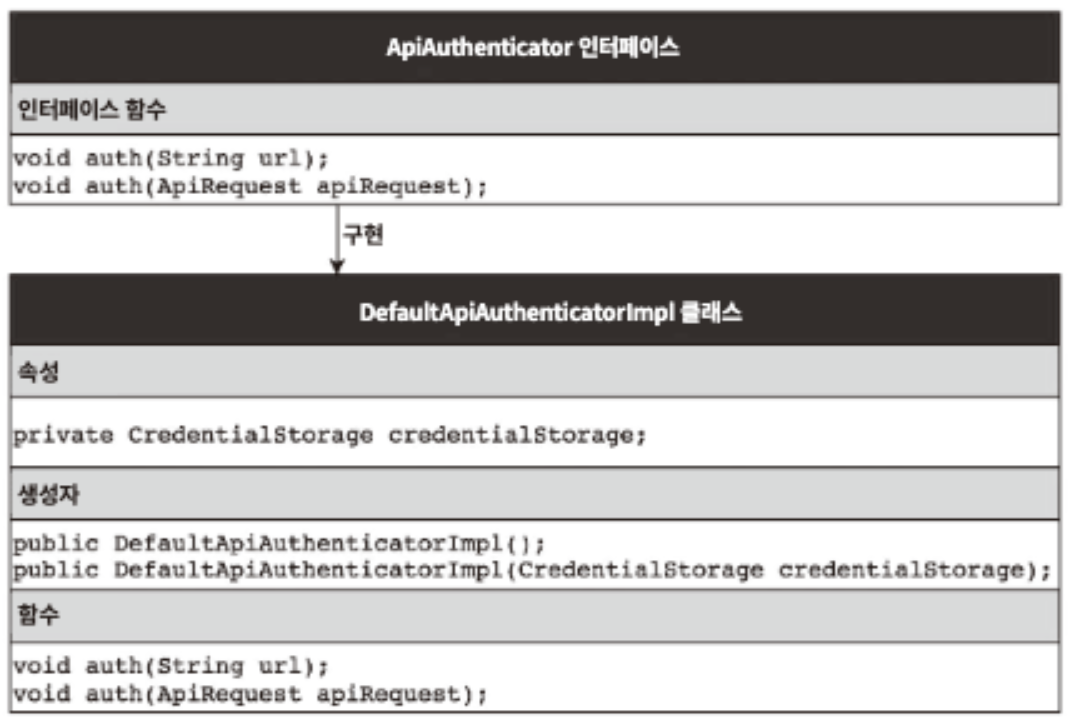 ApiAuthenticator 인터페이스
인터페이스 함수
void auth(String url);
void auth(ApiRequest apiRequest);
구현
DefaultApiAuthenticatorImpl 클래스
속성
private CredentialStorage credentialStorage;
생성자
public DefaultApiAuthenticatorImpl();
public DefaultApiAuthenticatorImpl(CredentialStorage credentialStorage);
함수
void auth(String url);
void auth(ApiRequest apiRequest);